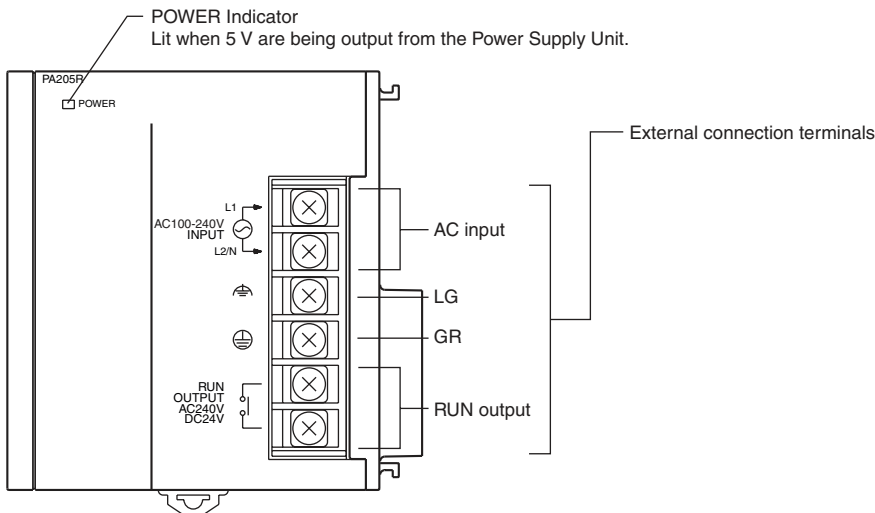 POWER Indicator
Lit when 5 V are being output from the Power Supply Unit.
PA205R
POWER
External connection terminals
L1
AC100-240V
INPUT
L2/N
AC input
LG
GR
RUN
OUTPUT
AC240V
DC24V
RUN output